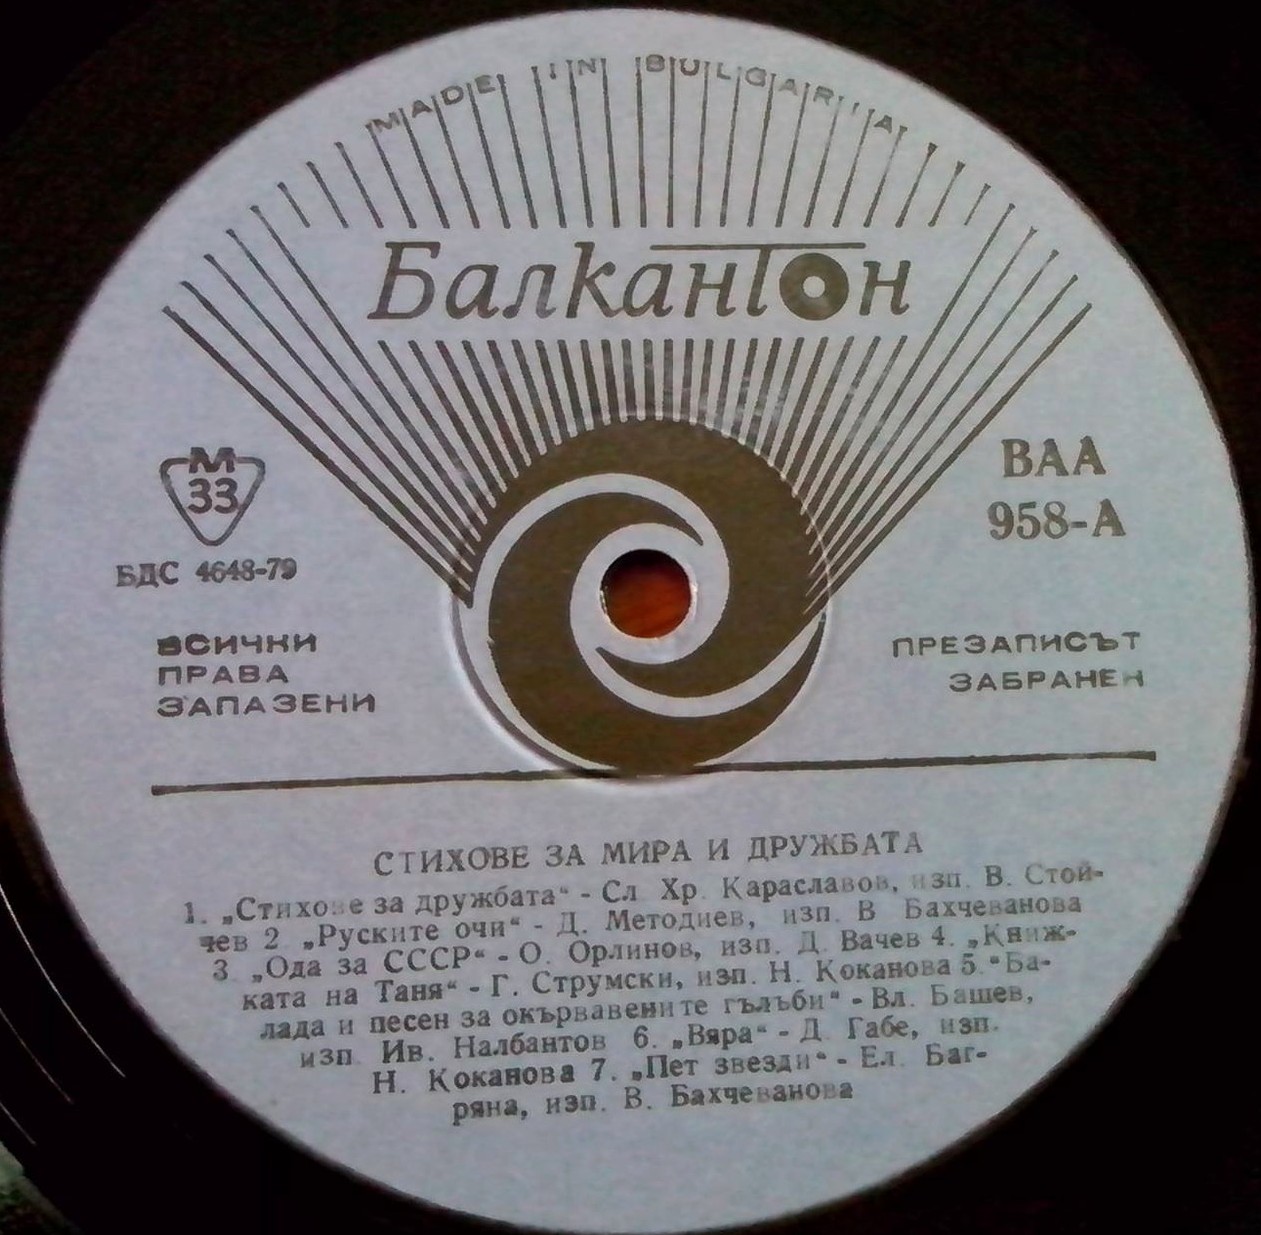 MADE IN BULGARIA
Балкантон
М
33
БДС 4648-79
ВАА
958-А
ВСИЧКИ
ПРАВА
ЗАПАЗЕНИ
ПРЕЗАПИСЪТ
ЗАБРАНЕН
СТИХОВЕ ЗА МИРА И ДРУЖБАТА
1. „Стихове за дружбата“ - Сл Хр. Караславов, изп. В. Стой-
чев 2 „Руските очи“ - Д. Методиев, изп. В Бахчеванова
3 „Ода за СССР“ - О. Орлинов, изп. Д. Вачев 4. „Книж-
ката на Таня“ - Г. Струмски, изп. Н. Коканова 5. "Ба-
лада и песен за окървавените гълъби“ - Вл. Башев,
изп. Ив. Налбантов 6. „Вяра“ - Д. Габе, изп.
Н. Коканова 7. „Пет звезди“ - Ел. Баг-
ряна, изп. В. Бахчеванова